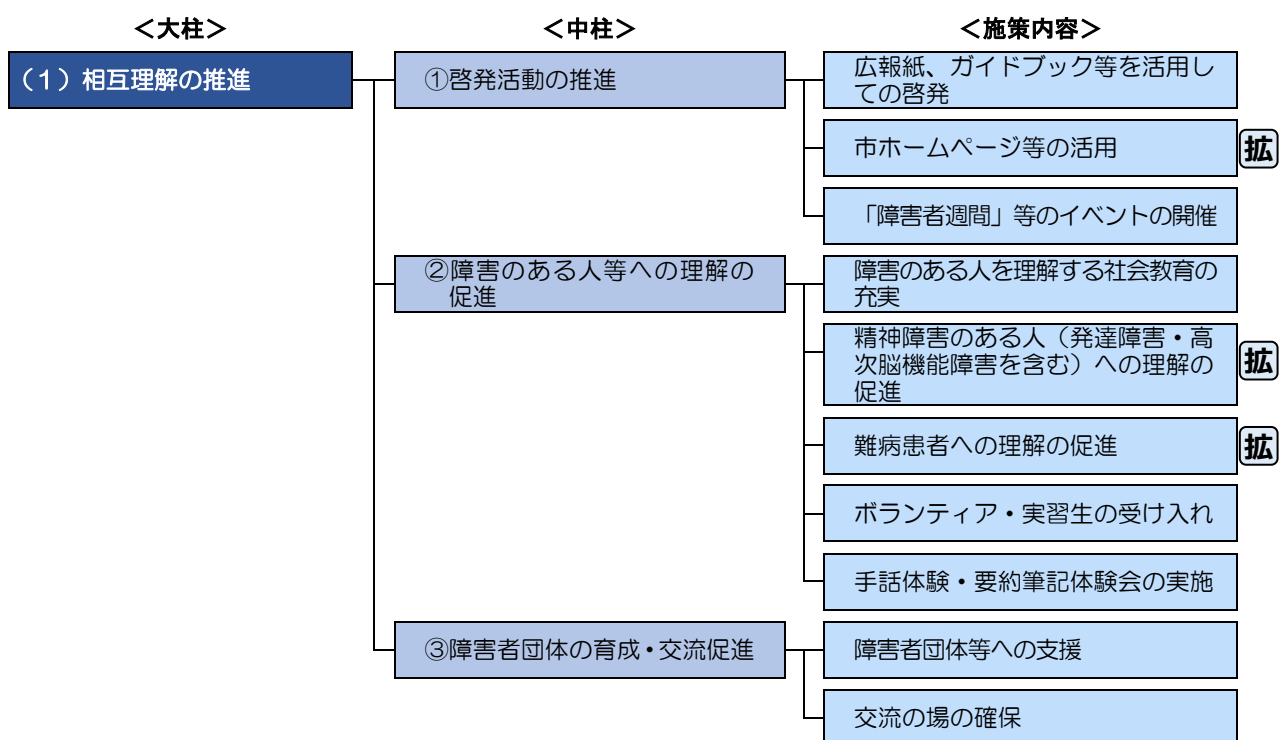 ＜大柱＞
＜中柱＞
＜施策内容＞
（１）相互理解の推進
①啓発活動の推進
広報紙、ガイドブック等を活用し
ての啓発
市ホームページ等の活用
拡
「障害者週間」等のイベントの開催
②障害のある人等への理解の
促進
障害のある人を理解する社会教育の
充実
精神障害のある人（発達障害・高
次脳機能障害を含む）への理解の
促進
拡
難病患者への理解の促進
拡
ボランティア・実習生の受け入れ
手話体験・要約筆記体験会の実施
③障害者団体の育成・交流促進
障害者団体等への支援
交流の場の確保